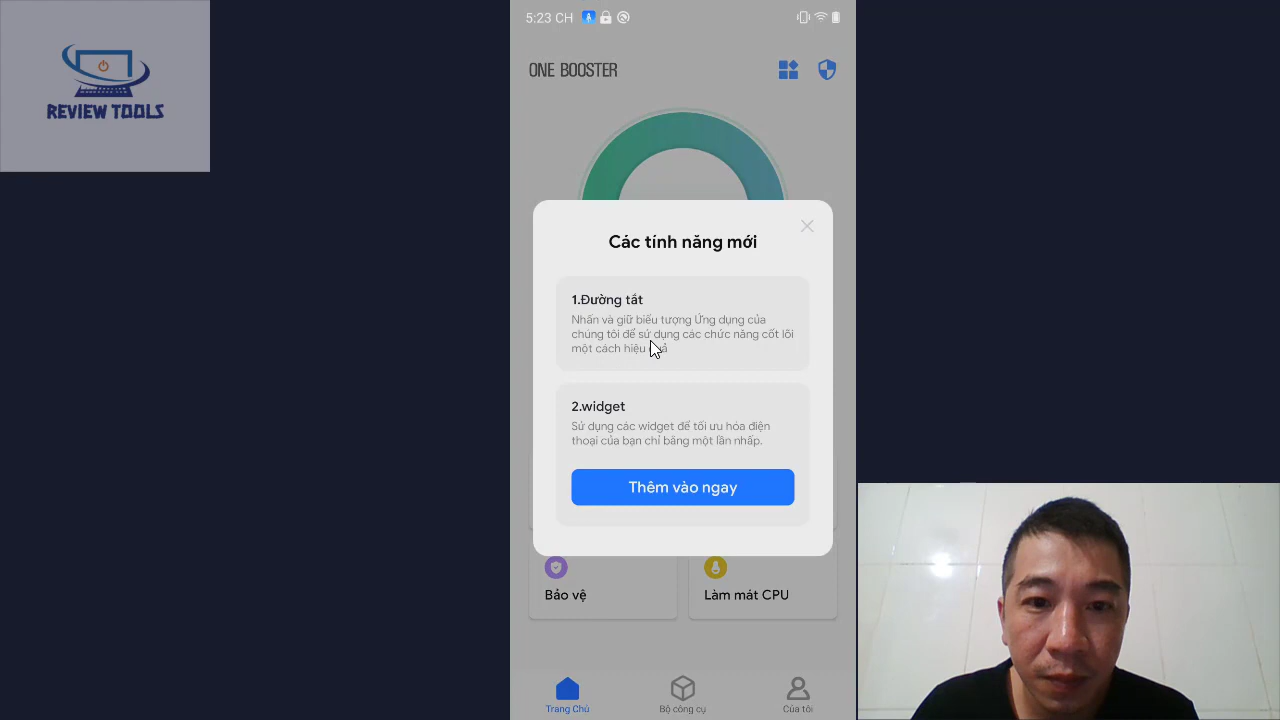 REVIEW TOOLS
5:23 CH
ONE BOOSTER
Các tính năng mới
1.Đường tắt
Nhấn và giữ biểu tượng Ứng dụng của
chúng tôi để sử dụng các chức năng cốt lõi
một cách hiệu quả
2.widget
Sử dụng các widget để tối ưu hóa điện
thoại của bạn chỉ bằng một lần nhấp.
Thêm vào ngay
Bảo vệ
Làm mát CPU
Trang Chủ
Bộ công cụ
Của tôi